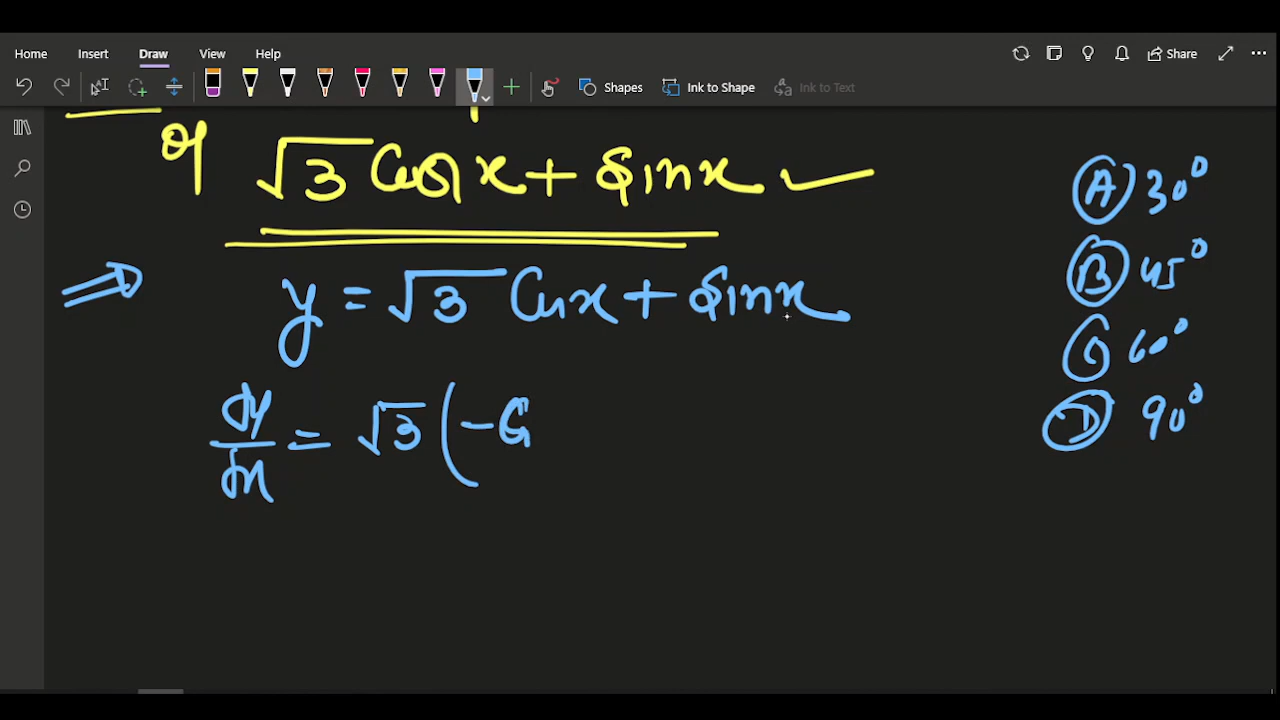 Home Insert Draw View Help Share
Shapes Ink to Shape Ink to Text
of √3 Cosx + Sinx
⇒ y = √3 Cosx + Sinx
dy/dx = √3 (-
(A) 30°
(B) 45°
(C) 60°
(D) 90°